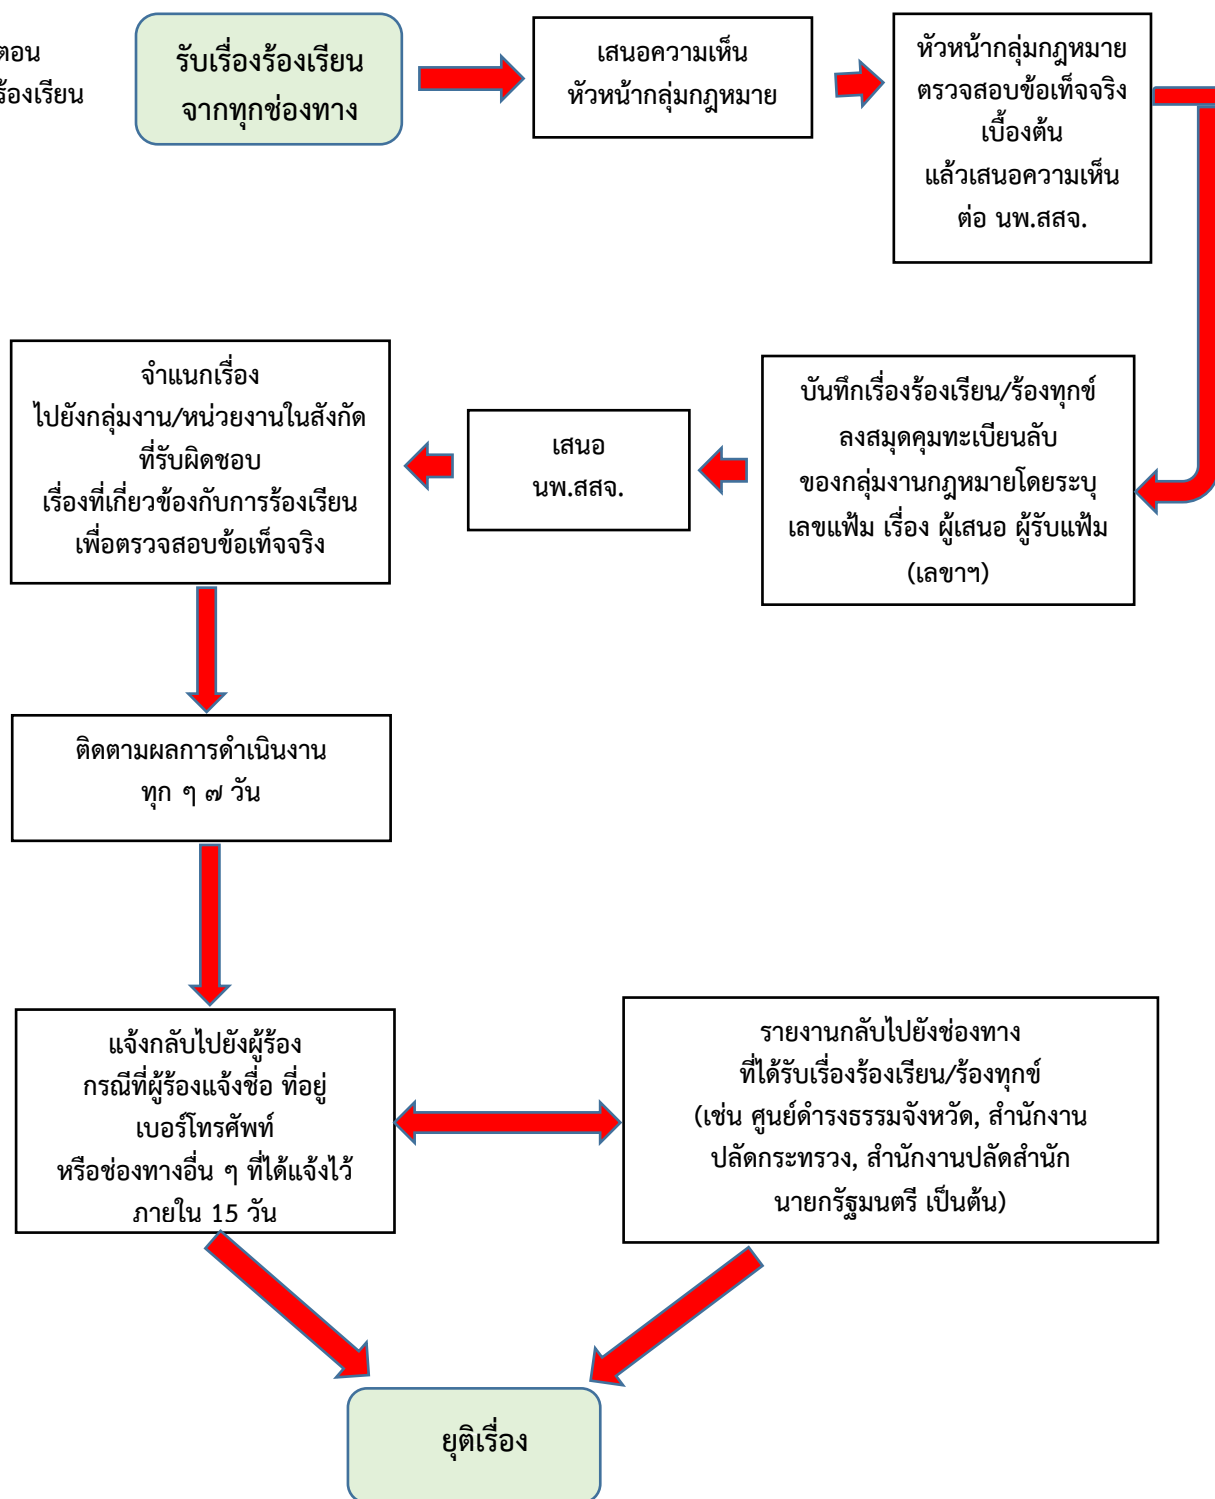 ตอน
ร้องเรียน
รับเรื่องร้องเรียน
จากทุกช่องทาง
เสนอความเห็น
หัวหน้ากลุ่มกฎหมาย
หัวหน้ากลุ่มกฎหมาย
ตรวจสอบข้อเท็จจริง
เบื้องต้น
แล้วเสนอความเห็น
ต่อ นพ.สสจ.
บันทึกเรื่องร้องเรียน/ร้องทุกข์
ลงสมุดคุมทะเบียนลับ
ของกลุ่มงานกฎหมายโดยระบุ
เลขแฟ้ม เรื่อง ผู้เสนอ ผู้รับแฟ้ม
(เลขาฯ)
เสนอ
นพ.สสจ.
จำแนกเรื่อง
ไปยังกลุ่มงาน/หน่วยงานในสังกัด
ที่รับผิดชอบ
เรื่องที่เกี่ยวข้องกับการร้องเรียน
เพื่อตรวจสอบข้อเท็จจริง
ติดตามผลการดำเนินงาน
ทุก ๆ ๗ วัน
แจ้งกลับไปยังผู้ร้อง
กรณีที่ผู้ร้องแจ้งชื่อ ที่อยู่
เบอร์โทรศัพท์
หรือช่องทางอื่น ๆ ที่ได้แจ้งไว้
ภายใน 15 วัน
รายงานกลับไปยังช่องทาง
ที่ได้รับเรื่องร้องเรียน/ร้องทุกข์
(เช่น ศูนย์ดำรงธรรมจังหวัด, สำนักงาน
ปลัดกระทรวง, สำนักงานปลัดสำนัก
นายกรัฐมนตรี เป็นต้น)
ยุติเรื่อง